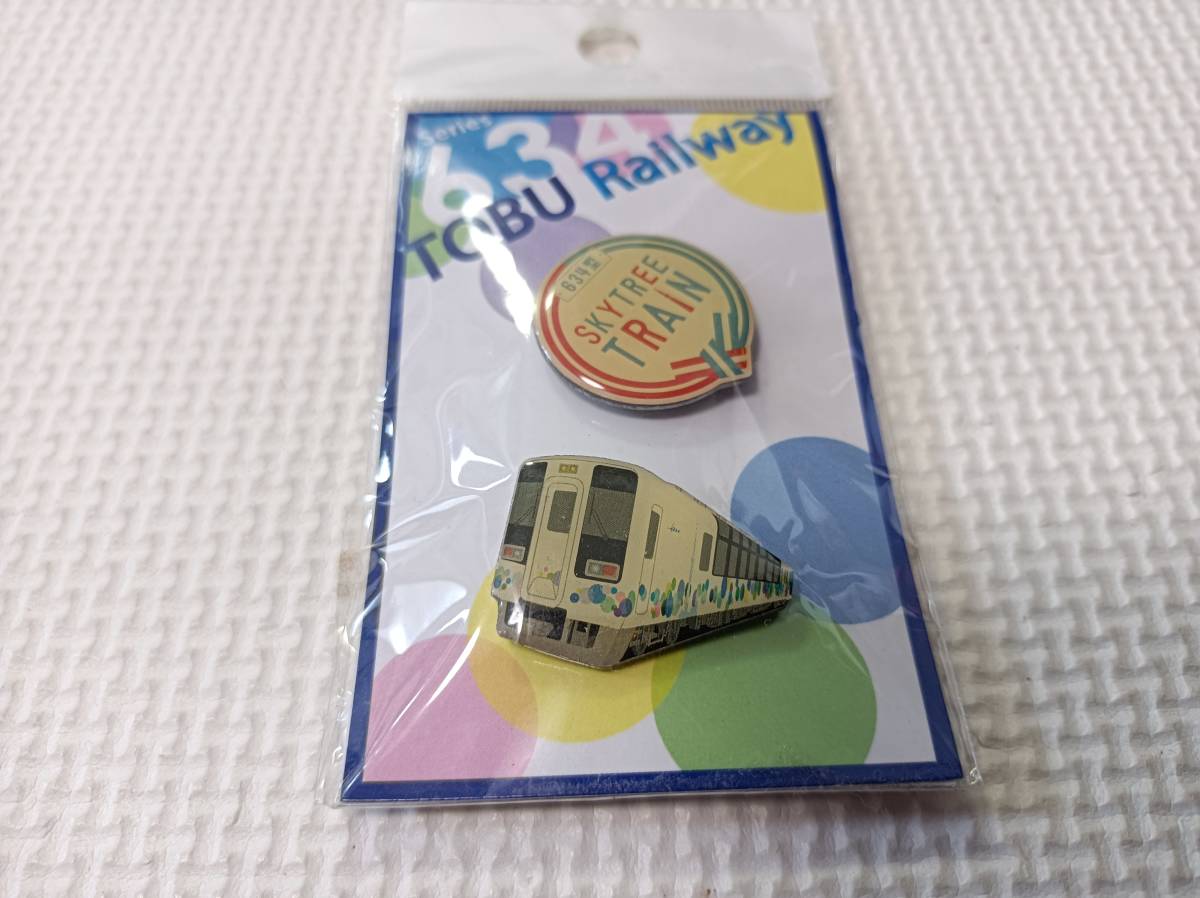 Series
634
TOBU Railway
634型
SKYTREE
TRAIN